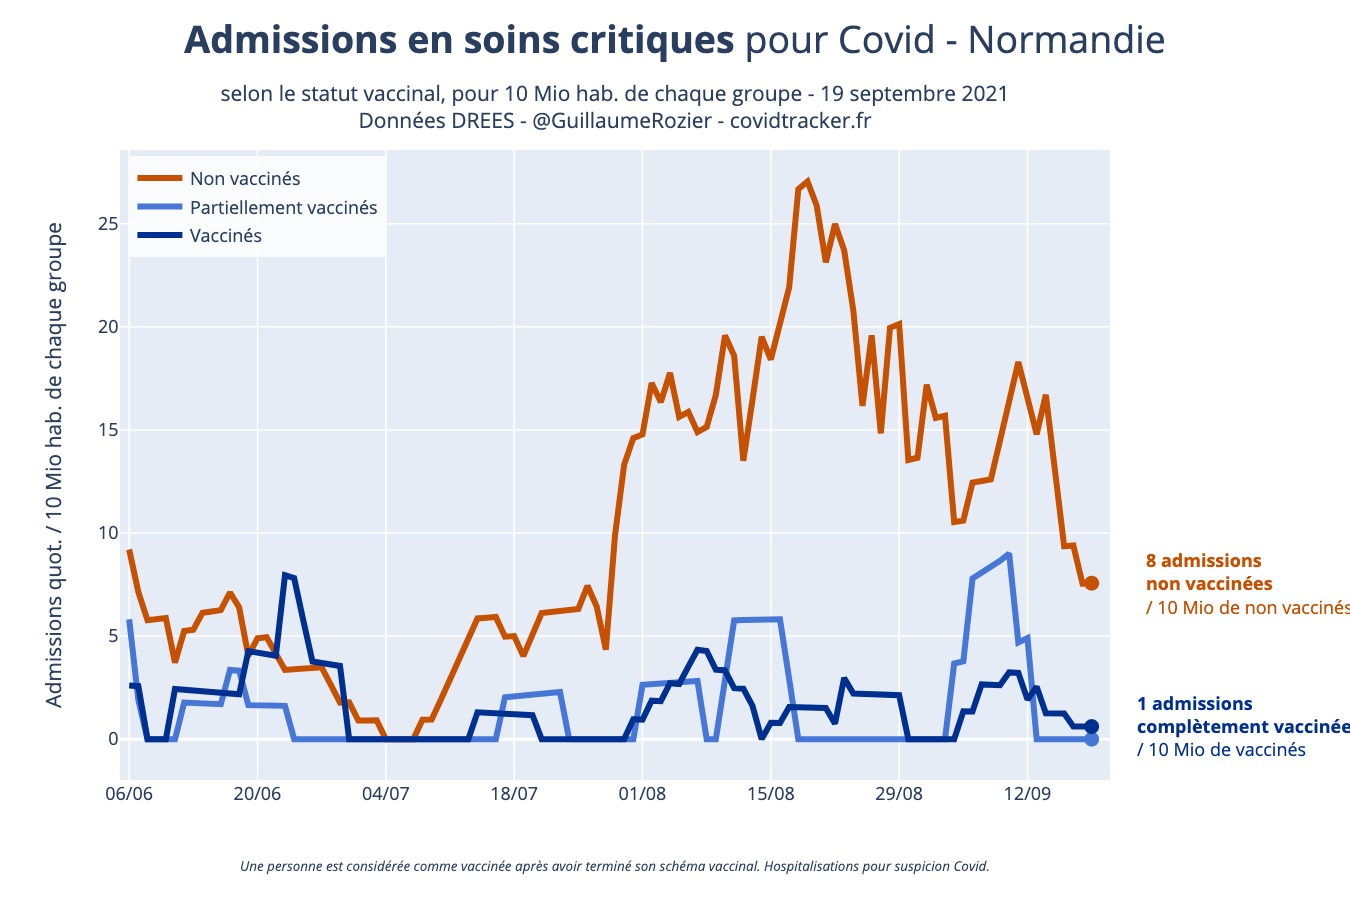 Admissions en soins critiques pour Covid - Normandie
selon le statut vaccinal, pour 10 Mio hab. de chaque groupe - 19 septembre 2021
Données DREES - @GuillaumeRozier - covidtracker.fr
Non vaccinés
Partiellement vaccinés
Vaccinés
Admissions quot. / 10 Mio hab. de chaque groupe
25
20
15
10
5
0
06/06
20/06
04/07
18/07
01/08
15/08
29/08
12/09
8 admissions
non vaccinées
/ 10 Mio de non vaccinés
1 admissions
complètement vaccinée
/ 10 Mio de vaccinés
Une personne est considérée comme vaccinée après avoir terminé son schéma vaccinal. Hospitalisations pour suspicion Covid.